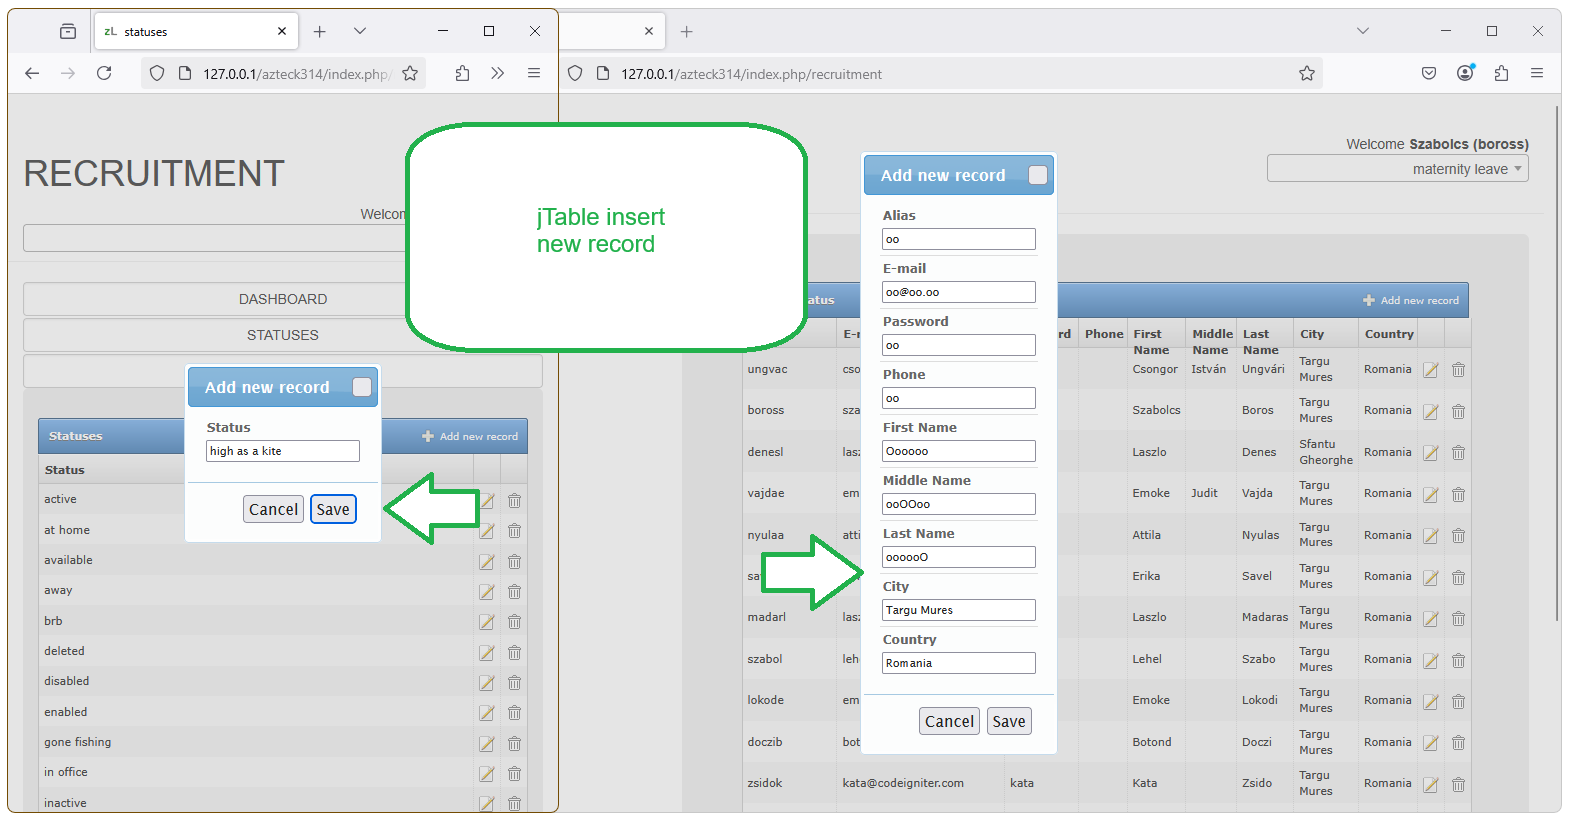 zL statuses
127.0.0.1/azteck314/index.php/
127.0.0.1/azteck314/index.php/recruitment
RECRUITMENT
Welcom
DASHBOARD
STATUSES
jTable insert
new record
Welcome Szabolcs (boross)
maternity leave
Statuses
Add new record
Status
active
at home
available
away
brb
deleted
disabled
enabled
gone fishing
in office
inactive
Add new record
Status
high as a kite
Cancel
Save
atus
Add new record
E-
rd Phone First Name Middle Name Last Name City Country
ungvac cso Csongor István Ungvári Targu Mures Romania
boross sza Szabolcs Boros Targu Mures Romania
denesl lasz Laszlo Denes Sfantu Gheorghe Romania
vajdae em Emoke Judit Vajda Targu Mures Romania
nyulaa atti Attila Nyulas Targu Mures Romania
sa Erika Savel Targu Mures Romania
madarl lasz Laszlo Madaras Targu Mures Romania
szabol leh Lehel Szabo Targu Mures Romania
lokode em Emoke Lokodi Targu Mures Romania
doczib bot Botond Doczi Targu Mures Romania
zsidok kata@codeigniter.com kata Kata Zsido Targu Mures Romania
Add new record
Alias
oo
E-mail
oo@oo.oo
Password
oo
Phone
oo
First Name
Oooooo
Middle Name
ooOOoo
Last Name
oooooO
City
Targu Mures
Country
Romania
Cancel
Save